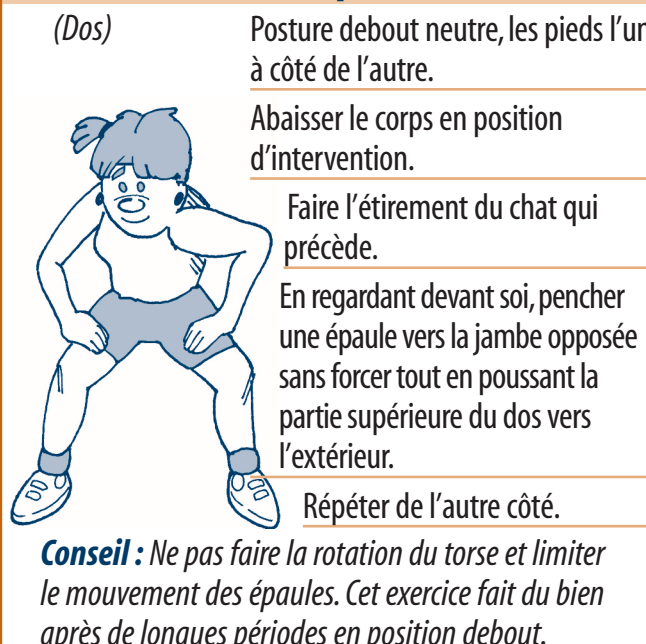 (Dos)
Posture debout neutre, les pieds l’un
à côté de l’autre.
Abaisser le corps en position
d’intervention.
Faire l’étirement du chat qui
précède.
En regardant devant soi, pencher
une épaule vers la jambe opposée
sans forcer tout en poussant la
partie supérieure du dos vers
l’extérieur.
Répéter de l’autre côté.
Conseil : Ne pas faire la rotation du torse et limiter
le mouvement des épaules. Cet exercice fait du bien
après de longues périodes en position debout.